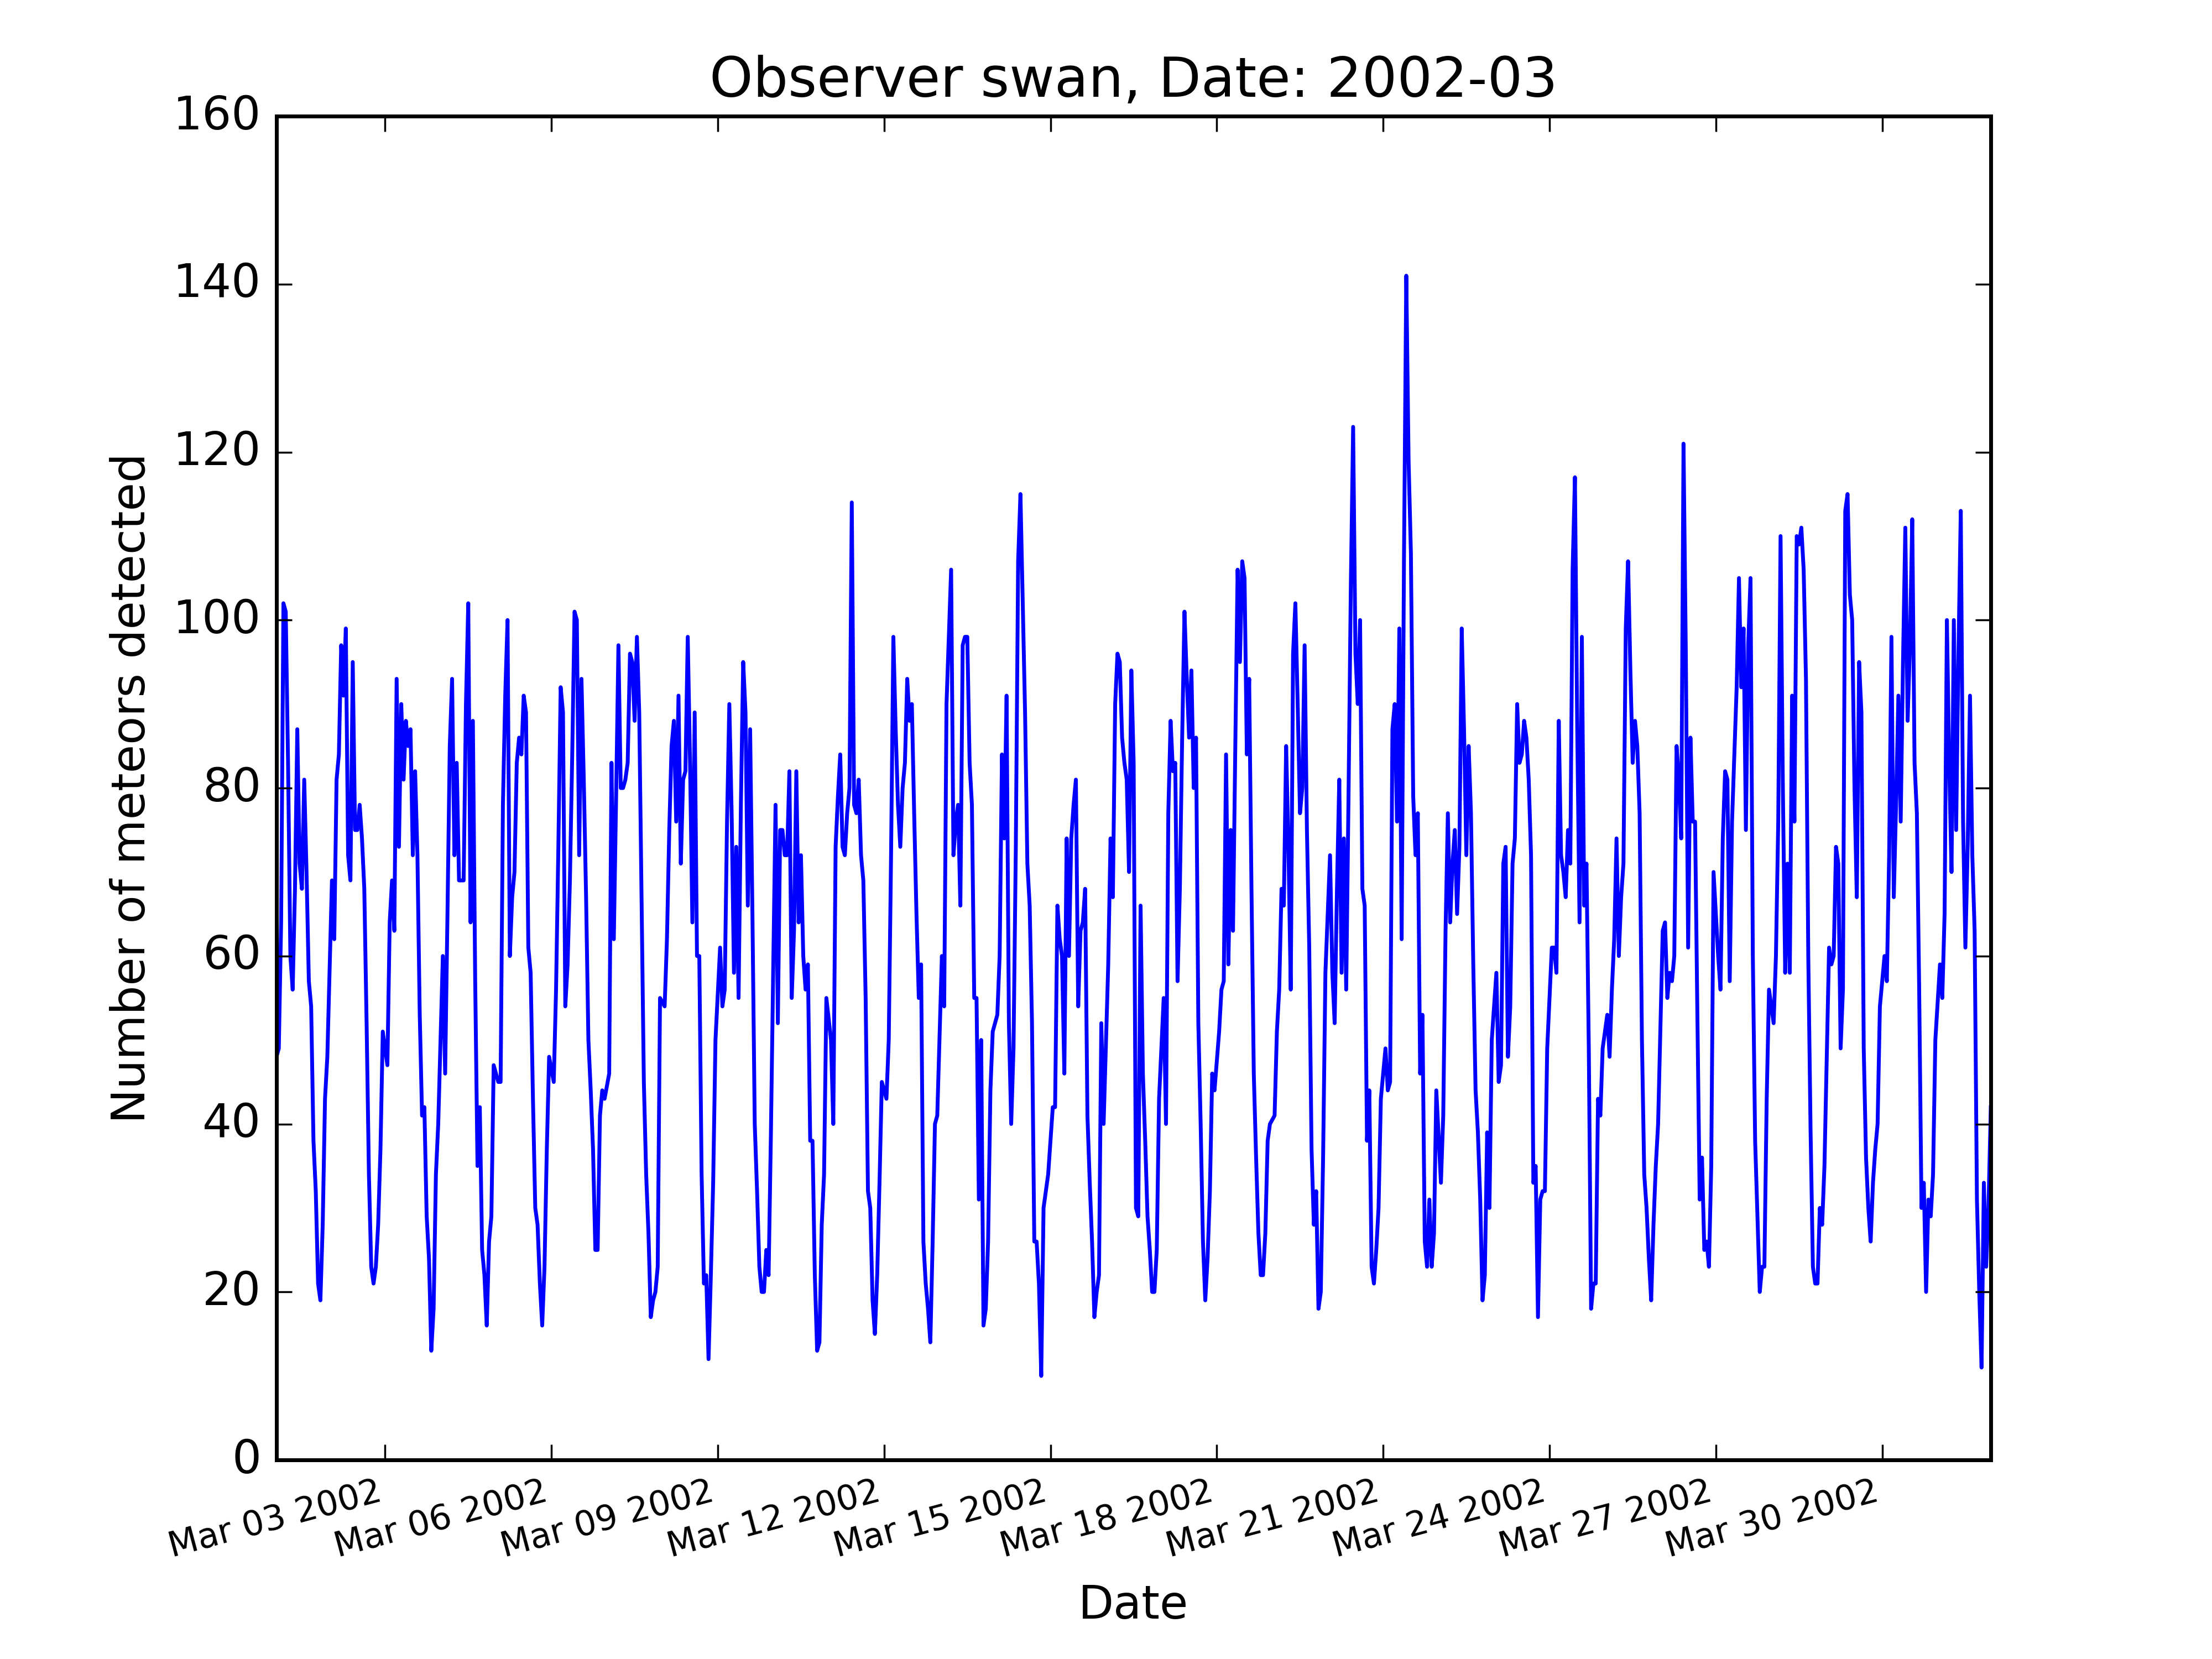 Observer swan, Date: 2002-03
160
140
120
100
80
60
40
20
0
Number of meteors detected
Mar 03 2002
Mar 06 2002
Mar 09 2002
Mar 12 2002
Mar 15 2002
Mar 18 2002
Mar 21 2002
Mar 24 2002
Mar 27 2002
Mar 30 2002
Date